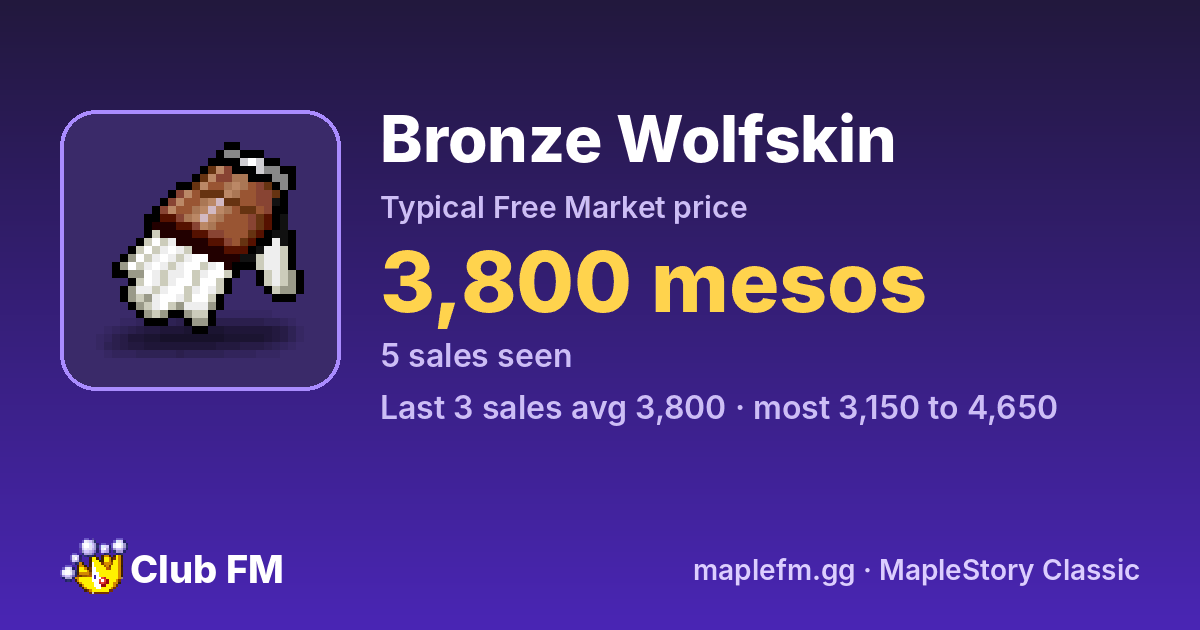 Bronze Wolfskin
Typical Free Market price
3,800 mesos
5 sales seen
Last 3 sales avg 3,800 · most 3,150 to 4,650
Club FM
maplefm.gg · MapleStory Classic